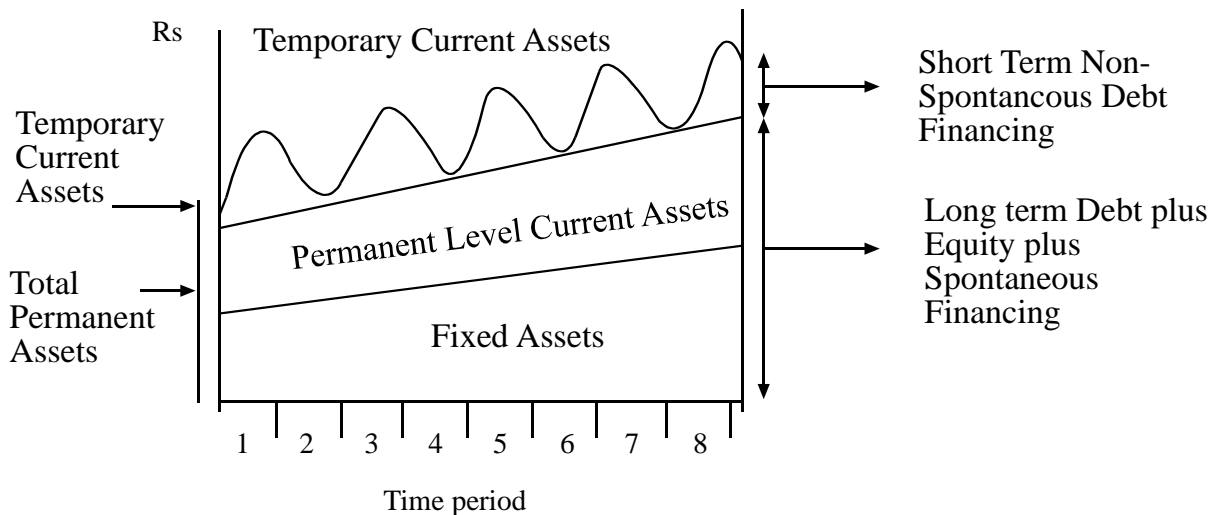 Rs
Temporary Current Assets
Temporary
Current
Assets
Total
Permanent
Assets
Permanent Level Current Assets
Fixed Assets
Short Term Non-
Spontancous Debt
Financing
Long term Debt plus
Equity plus
Spontaneous
Financing
1 2 3 4 5 6 7 8
Time period